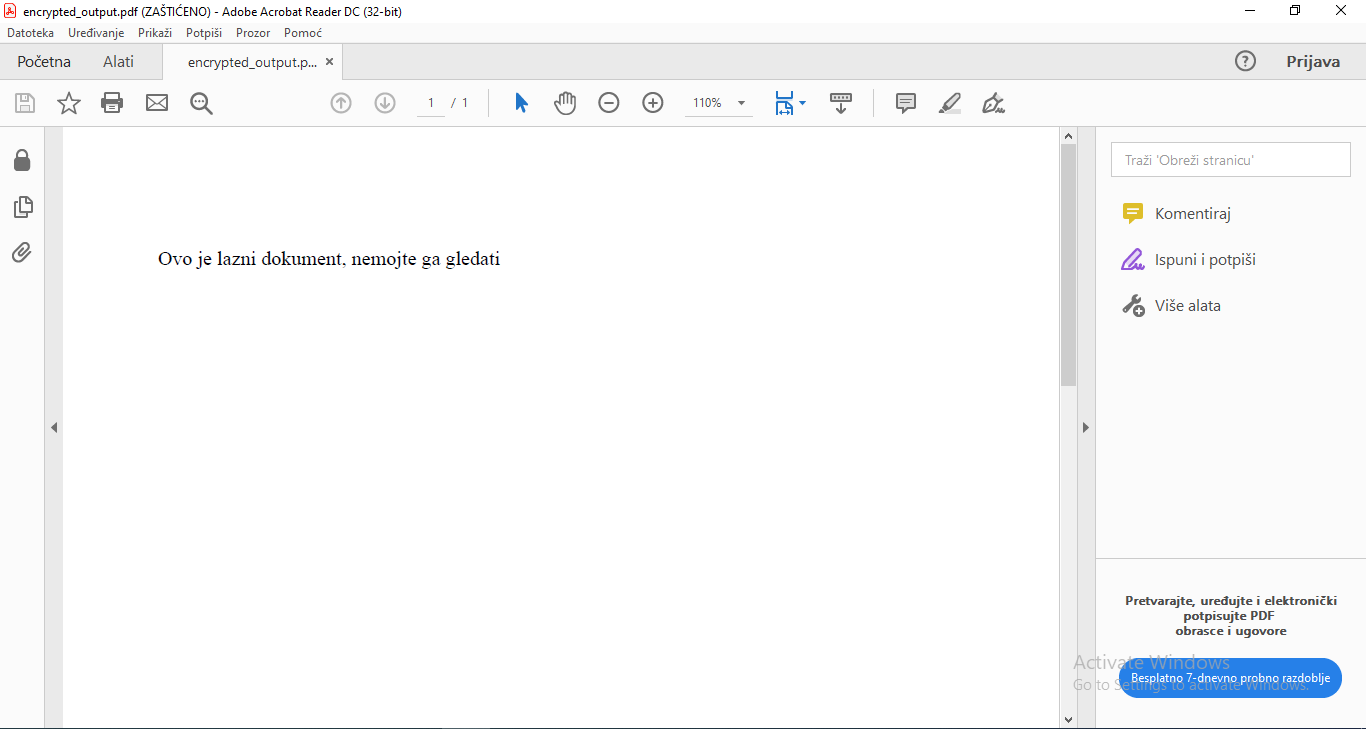 encrypted_output.pdf (ZAŠTIĆENO) - Adobe Acrobat Reader DC (32-bit)
Datoteka Uređivanje Prikaži Potpiši Prozor Pomoć
Početna Alati encrypted_output.p... × ? Prijava
1 / 1 110%
Traži 'Obreži stranicu'
Komentiraj
Ovo je lazni dokument, nemojte ga gledati
Ispuni i potpiši
Više alata
Pretvarajte, uređujte i elektronički
potpisujte PDF
obrasce i ugovore
Activate Windows
Go to Settings to activate Windows.
Besplatno 7-dnevno probno razdoblje